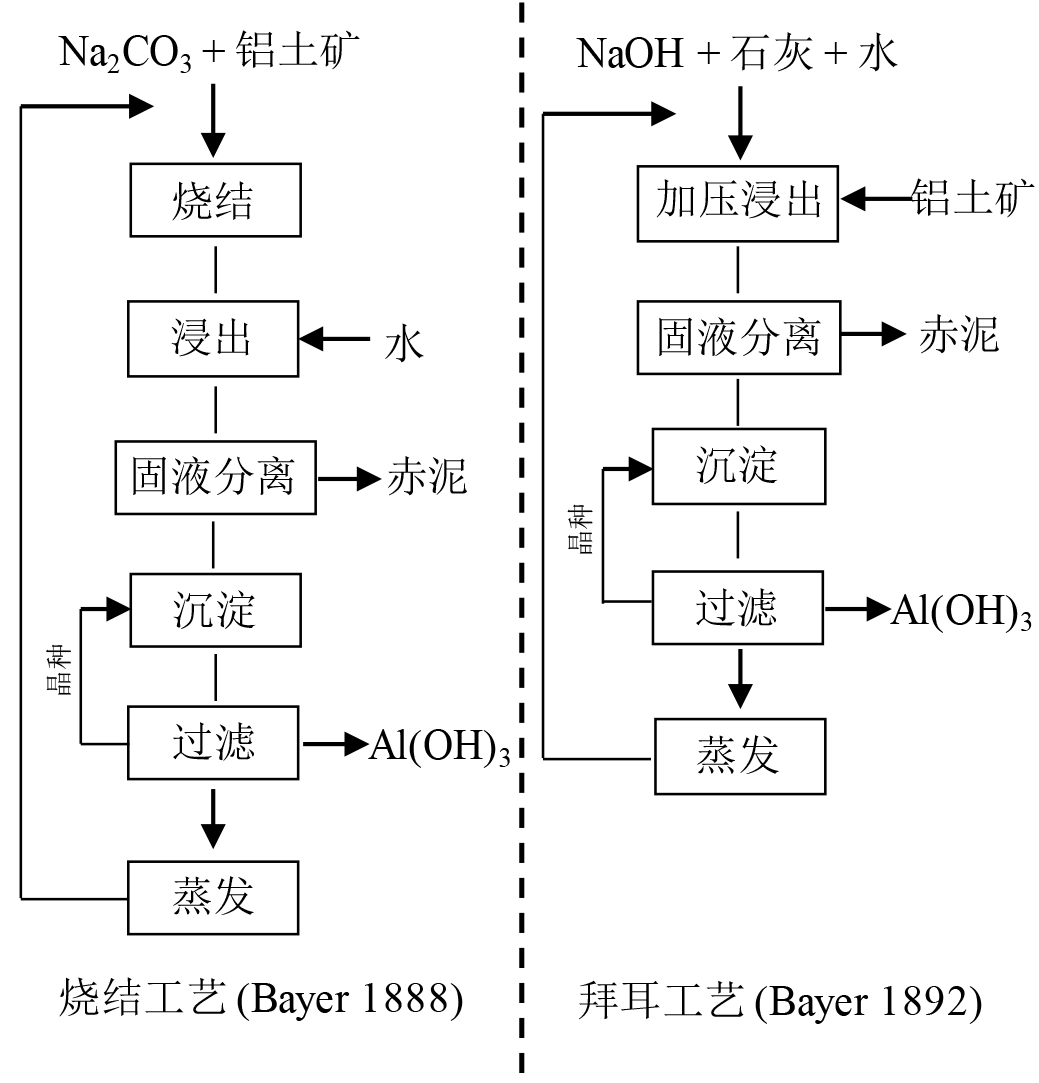 Na₂CO₃ + 铝土矿
烧结
浸出
水
固液分离
赤泥
沉淀
晶种
过滤
Al(OH)₃
蒸发
烧结工艺 (Bayer 1888)
NaOH + 石灰 + 水
加压浸出
铝土矿
固液分离
赤泥
沉淀
晶种
过滤
Al(OH)₃
蒸发
拜耳工艺 (Bayer 1892)